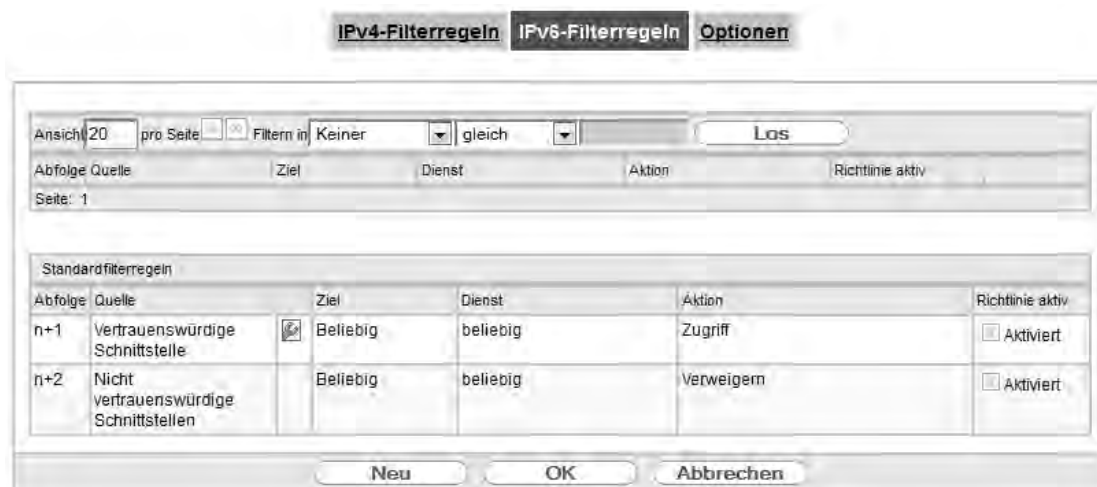 IPv4-Filterregeln IPv6-Filterregeln Optionen
Ansicht 20 pro Seite Filtern in Keiner gleich Los
Abfolge Quelle Ziel Dienst Aktion Richtlinie aktiv
Seite: 1
Standardfilterregeln
Abfolge Quelle Ziel Dienst Aktion Richtlinie aktiv
n+1 Vertrauenswürdige Beliebig beliebig Zugriff Aktiviert
Schnittstelle
n+2 Nicht Beliebig beliebig Verweigern Aktiviert
vertrauenswürdige
Schnittstellen
Neu OK Abbrechen